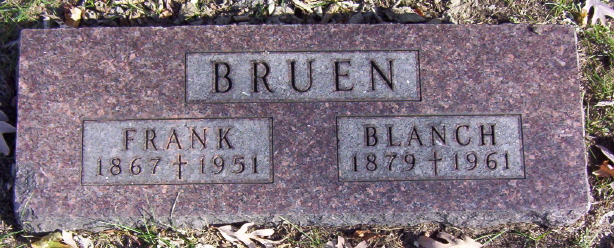 BRUEN
FRANK
1867 † 1951
BLANCH
1879 † 1961